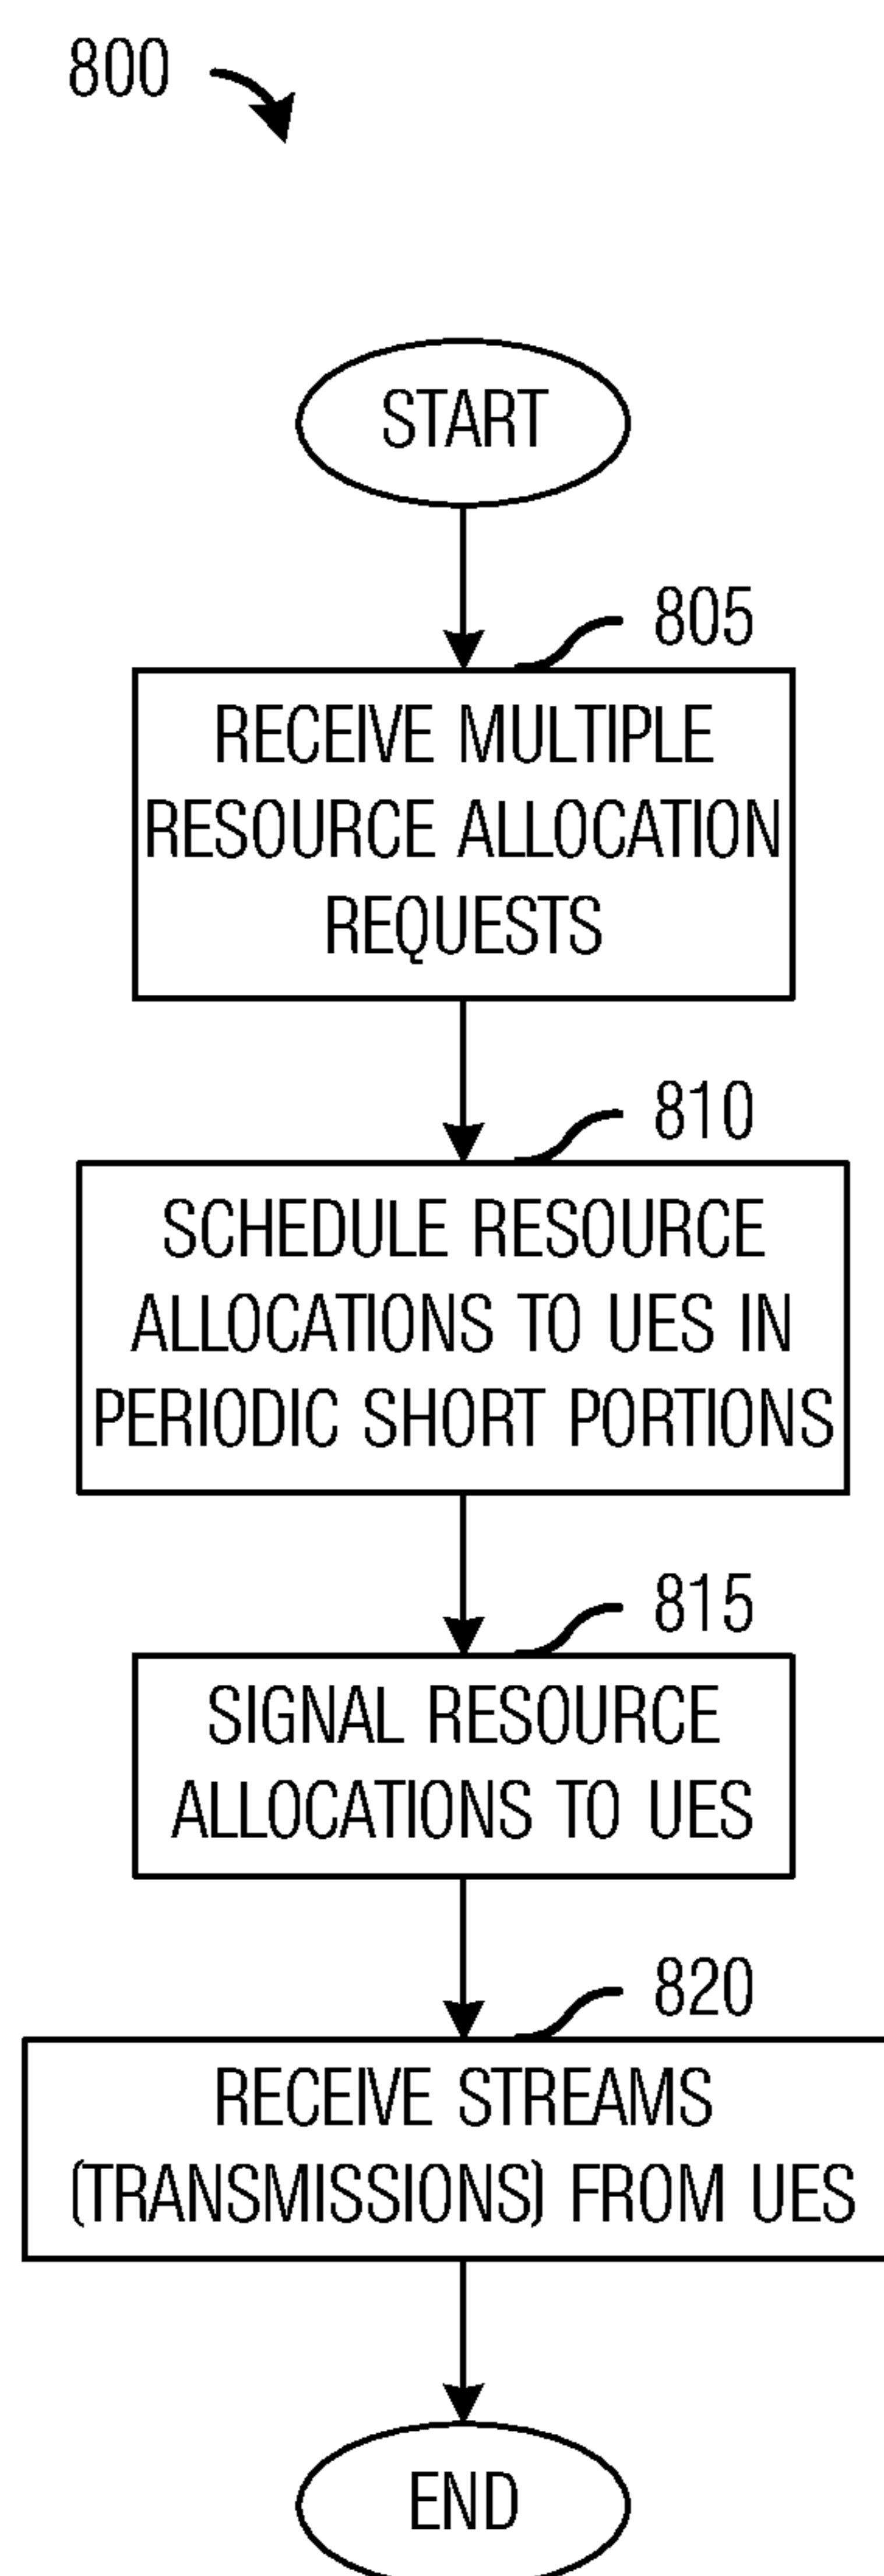 800
START
805
RECEIVE MULTIPLE
RESOURCE ALLOCATION
REQUESTS
810
SCHEDULE RESOURCE
ALLOCATIONS TO UES IN
PERIODIC SHORT PORTIONS
815
SIGNAL RESOURCE
ALLOCATIONS TO UES
820
RECEIVE STREAMS
(TRANSMISSIONS) FROM UES
END